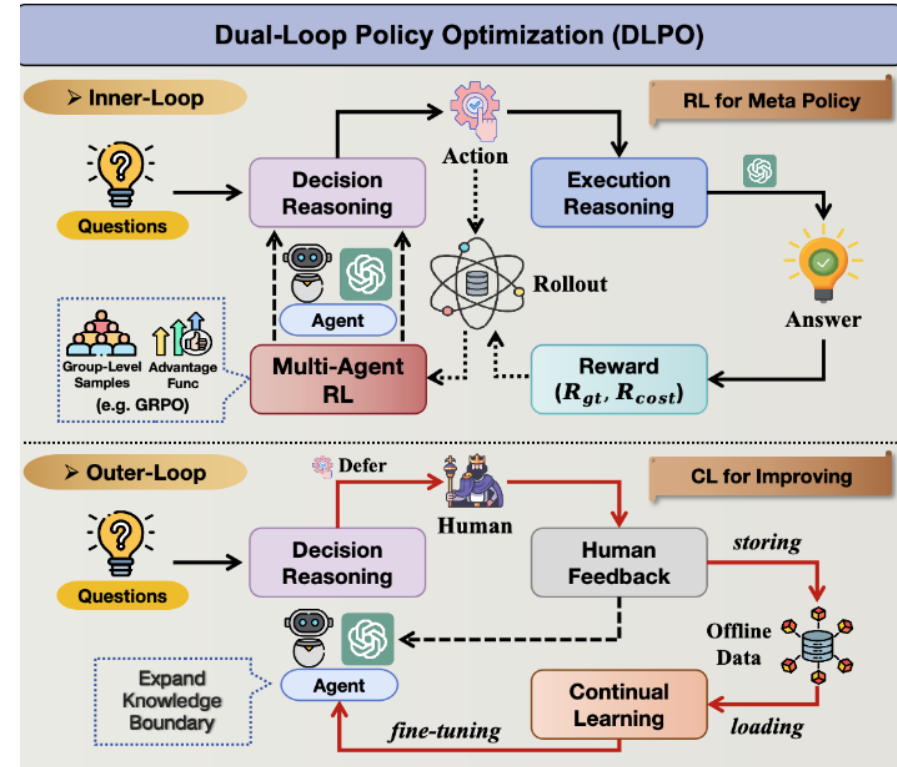 Dual-Loop Policy Optimization (DLPO)
➢ Inner-Loop
RL for Meta Policy
Questions
Decision
Reasoning
Action
Execution
Reasoning
Rollout
Answer
Agent
Group-Level
Samples
Advantage
Func
(e.g. GRPO)
Multi-Agent
RL
Reward
(R_gt, R_cost)
➢ Outer-Loop
CL for Improving
Questions
Decision
Reasoning
Defer
Human
Human
Feedback
storing
Offline
Data
Agent
Expand
Knowledge
Boundary
fine-tuning
Continual
Learning
loading